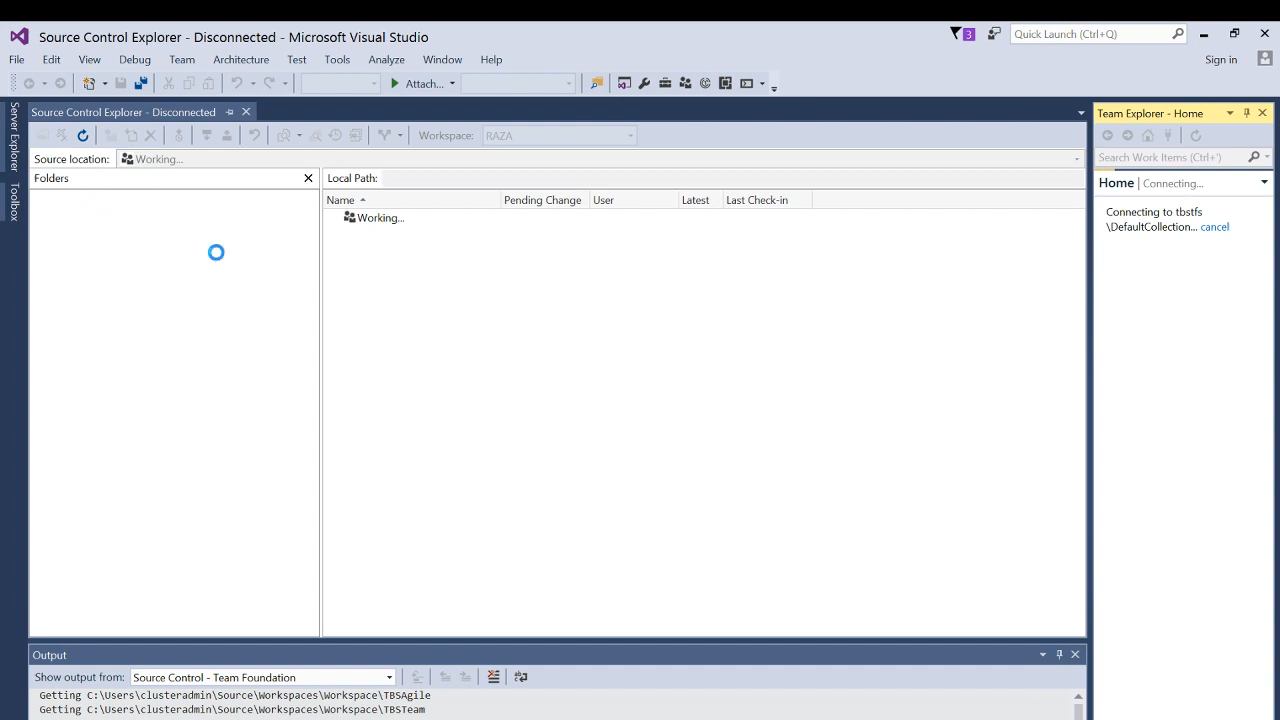 Source Control Explorer - Disconnected - Microsoft Visual Studio
3
Quick Launch (Ctrl+Q)
File Edit View Debug Team Architecture Test Tools Analyze Window Help
Sign in
Attach...
Server Explorer
Toolbox
Source Control Explorer - Disconnected
Workspace: RAZA
Source location: Working...
Folders
Local Path:
Name Pending Change User Latest Last Check-in
Working...
Team Explorer - Home
Search Work Items (Ctrl+')
Home | Connecting...
Connecting to tbstfs
\DefaultCollection... cancel
Output
Show output from: Source Control - Team Foundation
Getting C:\Users\clusteradmin\Source\Workspaces\Workspace\TBSAgile
Getting C:\Users\clusteradmin\Source\Workspaces\Workspace\TBSTeam